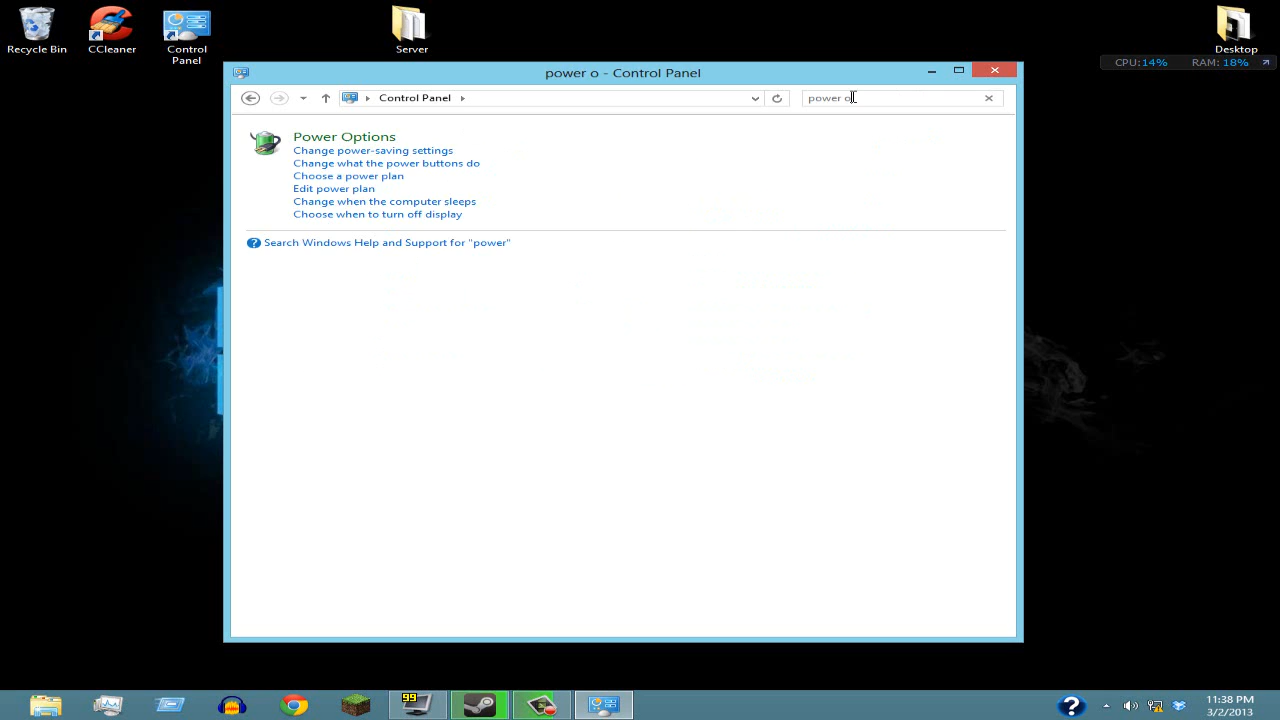 Recycle Bin
CCleaner
Control
Panel
Server
Desktop
CPU:14% RAM: 18%
power o - Control Panel
Control Panel
power o
Power Options
Change power-saving settings
Change what the power buttons do
Choose a power plan
Edit power plan
Change when the computer sleeps
Choose when to turn off display
Search Windows Help and Support for "power"
99
11:38 PM
3/2/2013